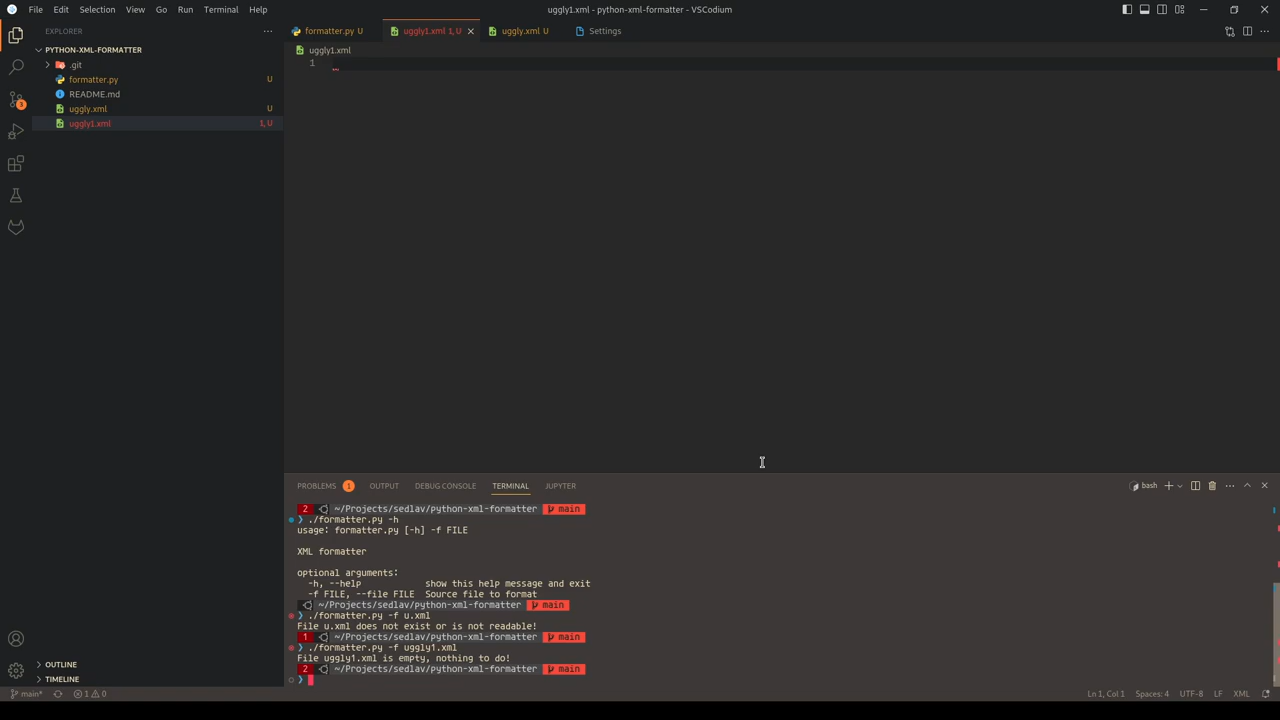 File Edit Selection View Go Run Terminal Help
uggly1.xml - python-xml-formatter - VSCodium
EXPLORER
formatter.py U
uggly1.xml 1, U
uggly.xml U
Settings
PYTHON-XML-FORMATTER
uggly1.xml
.git
1
formatter.py U
README.md
uggly.xml U
uggly1.xml 1, U
3
PROBLEMS 1 OUTPUT DEBUG CONSOLE TERMINAL JUPYTER
bash
2 ~/Projects/sedlav/python-xml-formatter main
❯ ./formatter.py -h
usage: formatter.py [-h] -f FILE
XML formatter
optional arguments:
-h, --help show this help message and exit
-f FILE, --file FILE Source file to format
~/Projects/sedlav/python-xml-formatter main
❯ ./formatter.py -f u.xml
File u.xml does not exist or is not readable!
1 ~/Projects/sedlav/python-xml-formatter main
❯ ./formatter.py -f uggly1.xml
File uggly1.xml is empty, nothing to do!
2 ~/Projects/sedlav/python-xml-formatter main
❯
OUTLINE
TIMELINE
main* 1 0
Ln 1, Col 1 Spaces: 4 UTF-8 LF XML